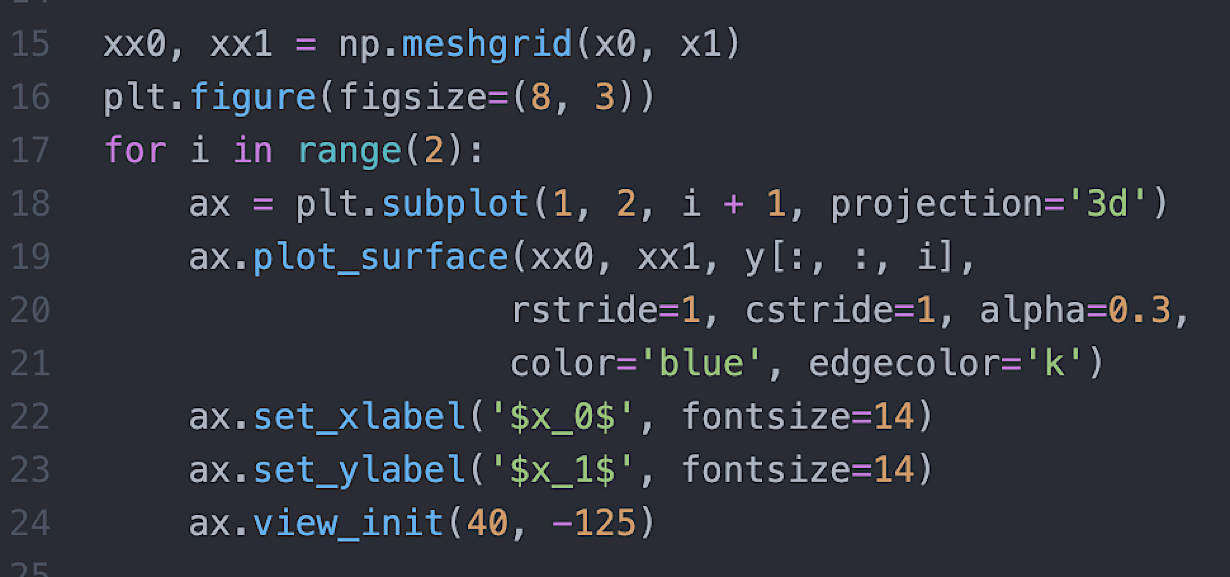 15 xx0, xx1 = np.meshgrid(x0, x1)
16 plt.figure(figsize=(8, 3))
17 for i in range(2):
18     ax = plt.subplot(1, 2, i + 1, projection='3d')
19     ax.plot_surface(xx0, xx1, y[:, :, i],
20                     rstride=1, cstride=1, alpha=0.3,
21                     color='blue', edgecolor='k')
22     ax.set_xlabel('$x_0$', fontsize=14)
23     ax.set_ylabel('$x_1$', fontsize=14)
24     ax.view_init(40, -125)
25